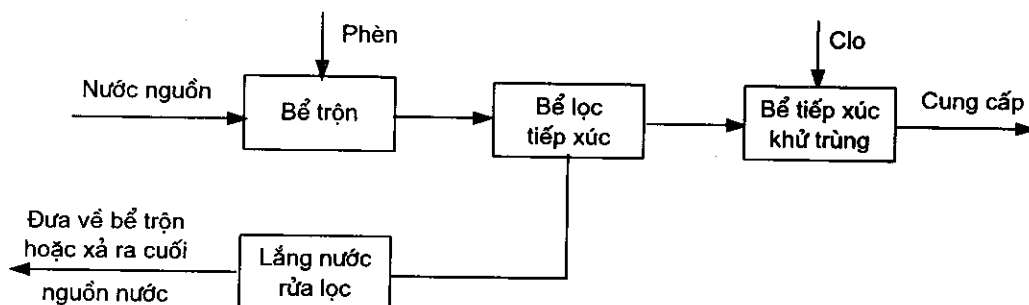 Phèn
Clo
Nước nguồn
Bể trộn
Bể lọc
tiếp xúc
Bể tiếp xúc
khử trùng
Cung cấp
Đưa về bể trộn
hoặc xả ra cuối
nguồn nước
Lắng nước
rửa lọc